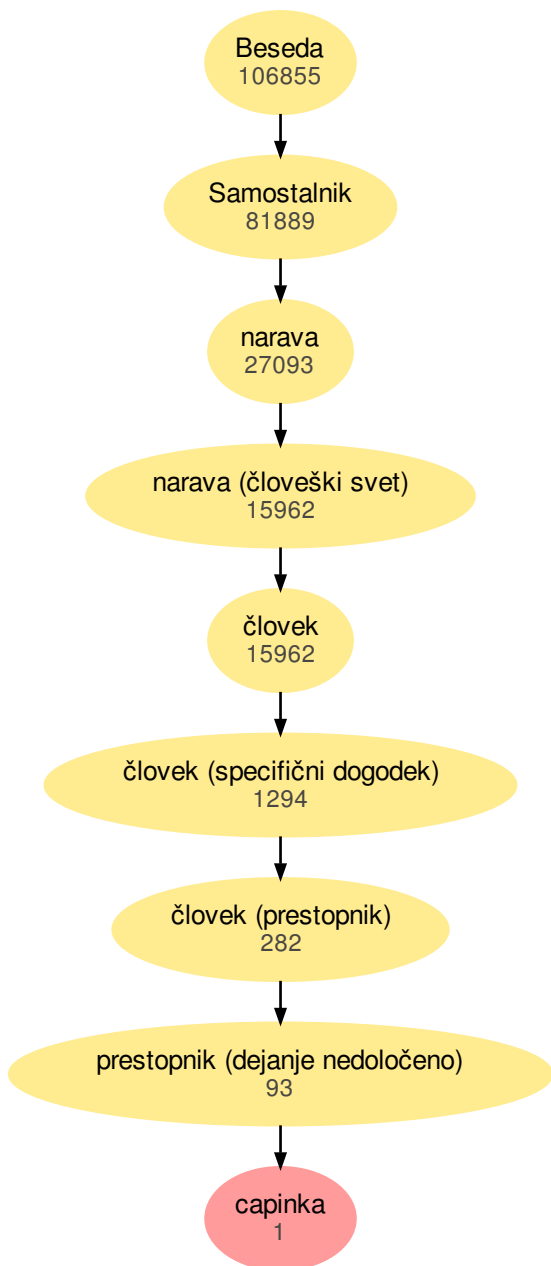 Beseda
106855
Samostalnik
81889
narava
27093
narava (človeški svet)
15962
človek
15962
človek (specifični dogodek)
1294
človek (prestopnik)
282
prestopnik (dejanje nedoločeno)
93
capinka
1